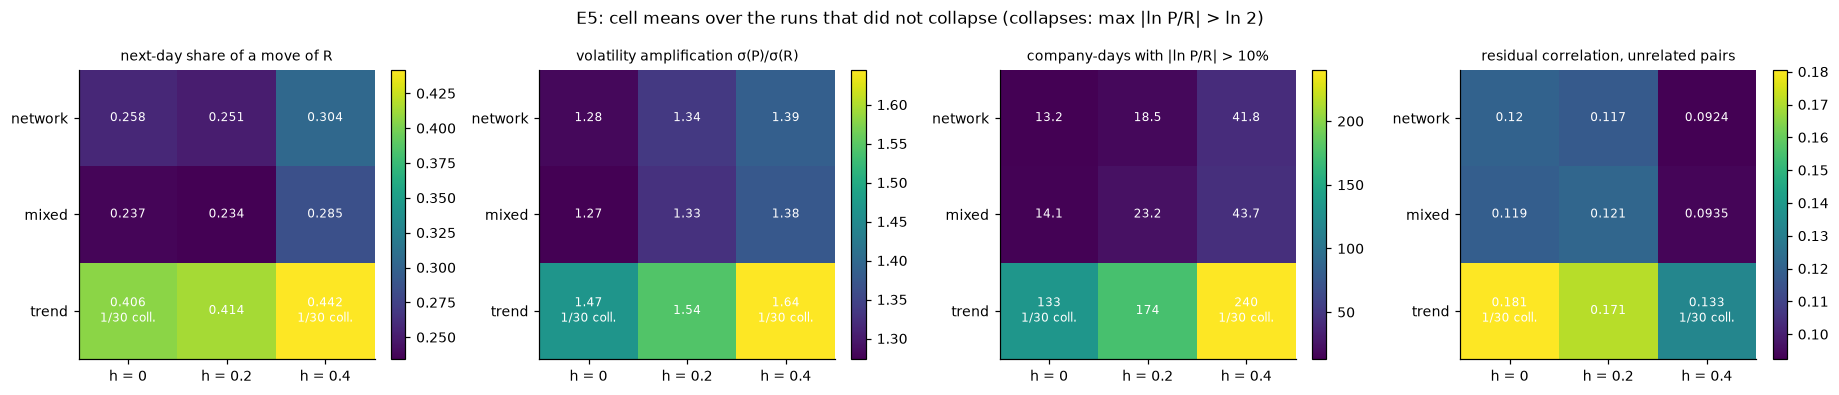 E5: cell means over the runs that did not collapse (collapses: max |ln P/R| > ln 2)
next-day share of a move of R
network
mixed
trend
0.258
0.251
0.304
0.237
0.234
0.285
0.406
1/30 coll.
0.414
0.442
1/30 coll.
h = 0
h = 0.2
h = 0.4
0.425
0.400
0.375
0.350
0.325
0.300
0.275
0.250
volatility amplification σ(P)/σ(R)
network
mixed
trend
1.28
1.34
1.39
1.27
1.33
1.38
1.47
1/30 coll.
1.54
1.64
1/30 coll.
h = 0
h = 0.2
h = 0.4
1.60
1.55
1.50
1.45
1.40
1.35
1.30
company-days with |ln P/R| > 10%
network
mixed
trend
13.2
18.5
41.8
14.1
23.2
43.7
133
1/30 coll.
174
240
1/30 coll.
h = 0
h = 0.2
h = 0.4
200
150
100
50
residual correlation, unrelated pairs
network
mixed
trend
0.12
0.117
0.0924
0.119
0.121
0.0935
0.181
1/30 coll.
0.171
0.133
1/30 coll.
h = 0
h = 0.2
h = 0.4
0.18
0.17
0.16
0.15
0.14
0.13
0.12
0.11
0.10